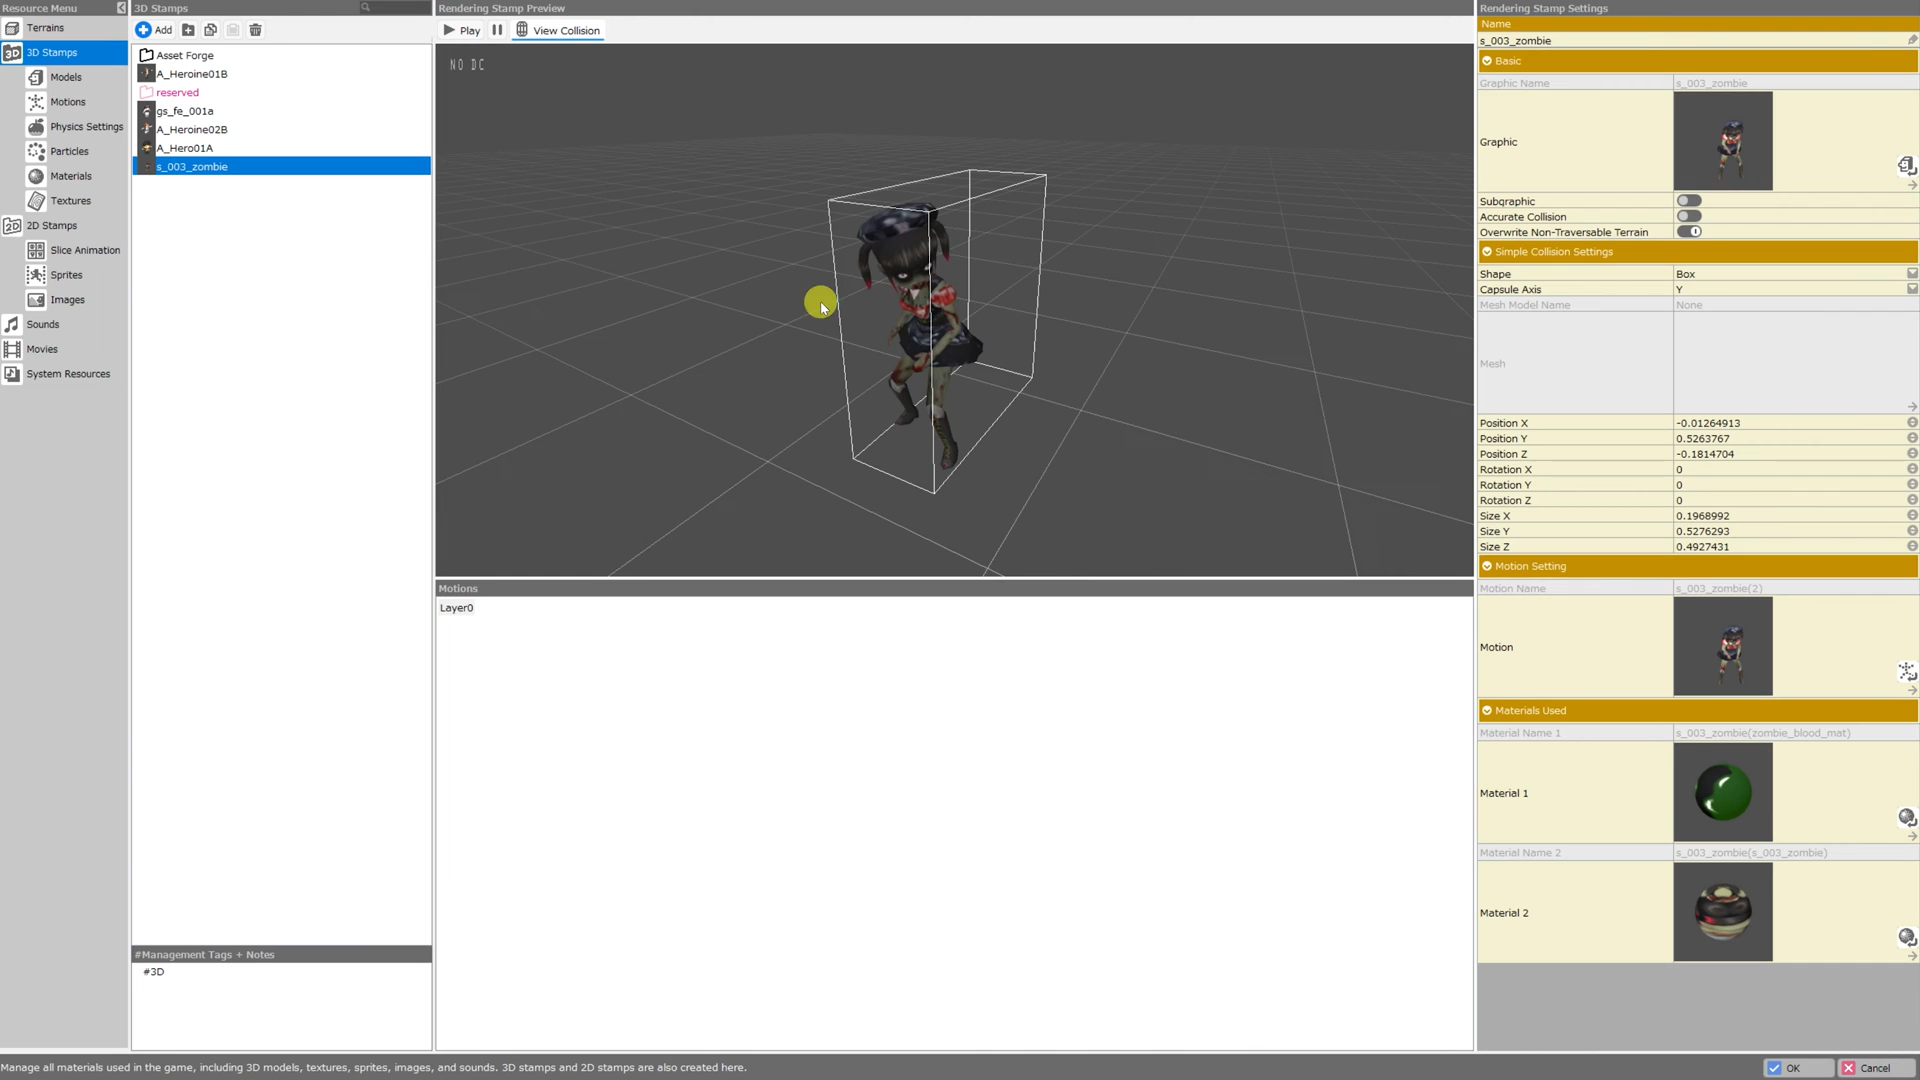 Resource Menu
Terrains
3D Stamps
Models
Motions
Physics Settings
Particles
Materials
Textures
2D Stamps
Slice Animation
Sprites
Images
Sounds
Movies
System Resources
3D Stamps
Add
Asset Forge
A_Heroine01B
reserved
gs_fe_001a
A_Heroine02B
A_Hero01A
s_003_zombie
#Management Tags + Notes
#3D
Rendering Stamp Preview
Play
View Collision
NO DC
Motions
Layer0
Rendering Stamp Settings
Name
s_003_zombie
Basic
Graphic Name s_003_zombie
Graphic
Subgraphic
Accurate Collision
Overwrite Non-Traversable Terrain
Simple Collision Settings
Shape Box
Capsule Axis Y
Mesh Model Name None
Mesh
Position X -0.01264913
Position Y 0.5263767
Position Z -0.1814704
Rotation X 0
Rotation Y 0
Rotation Z 0
Size X 0.1968992
Size Y 0.5276293
Size Z 0.4927431
Motion Setting
Motion Name s_003_zombie(2)
Motion
Materials Used
Material Name 1 s_003_zombie(zombie_blood_mat)
Material 1
Material Name 2 s_003_zombie(s_003_zombie)
Material 2
Manage all materials used in the game, including 3D models, textures, sprites, images, and sounds. 3D stamps and 2D stamps are also created here.
OK
Cancel